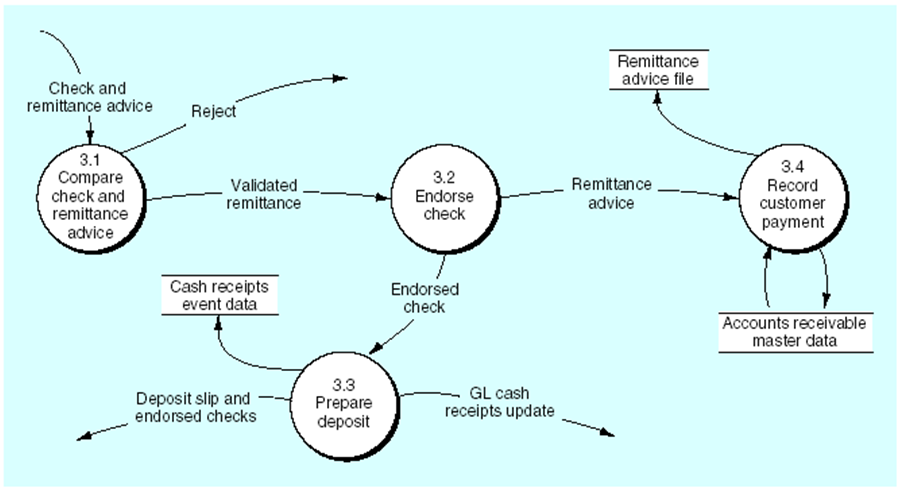 Check and
remittance advice
Reject
Remittance
advice file
3.1
Compare
check and
remittance
advice
Validated
remittance
3.2
Endorse
check
Remittance
advice
3.4
Record
customer
payment
Cash receipts
event data
Endorsed
check
Accounts receivable
master data
Deposit slip and
endorsed checks
3.3
Prepare
deposit
GL cash
receipts update